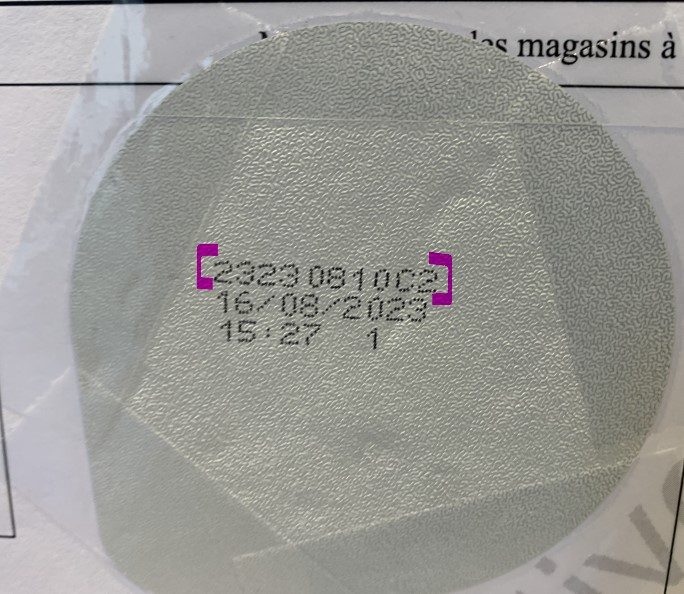 les magasins à
2323 0810C2
16/08/2023
15:27 1